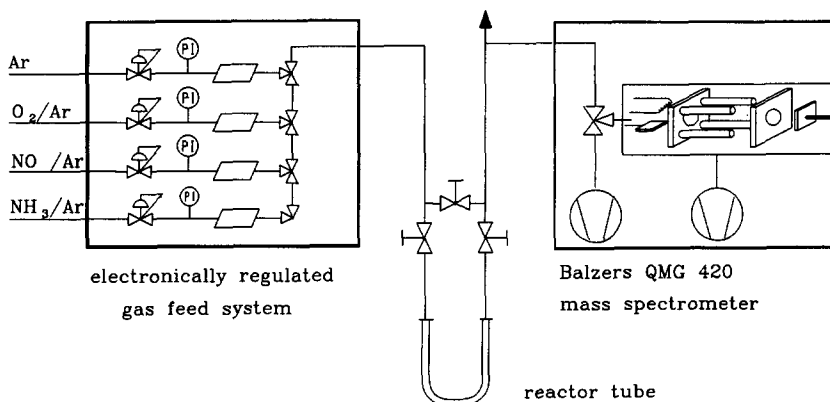 Ar
PI
O₂/Ar
PI
NO /Ar
PI
NH₃/Ar
PI
electronically regulated
gas feed system
Balzers QMG 420
mass spectrometer
reactor tube